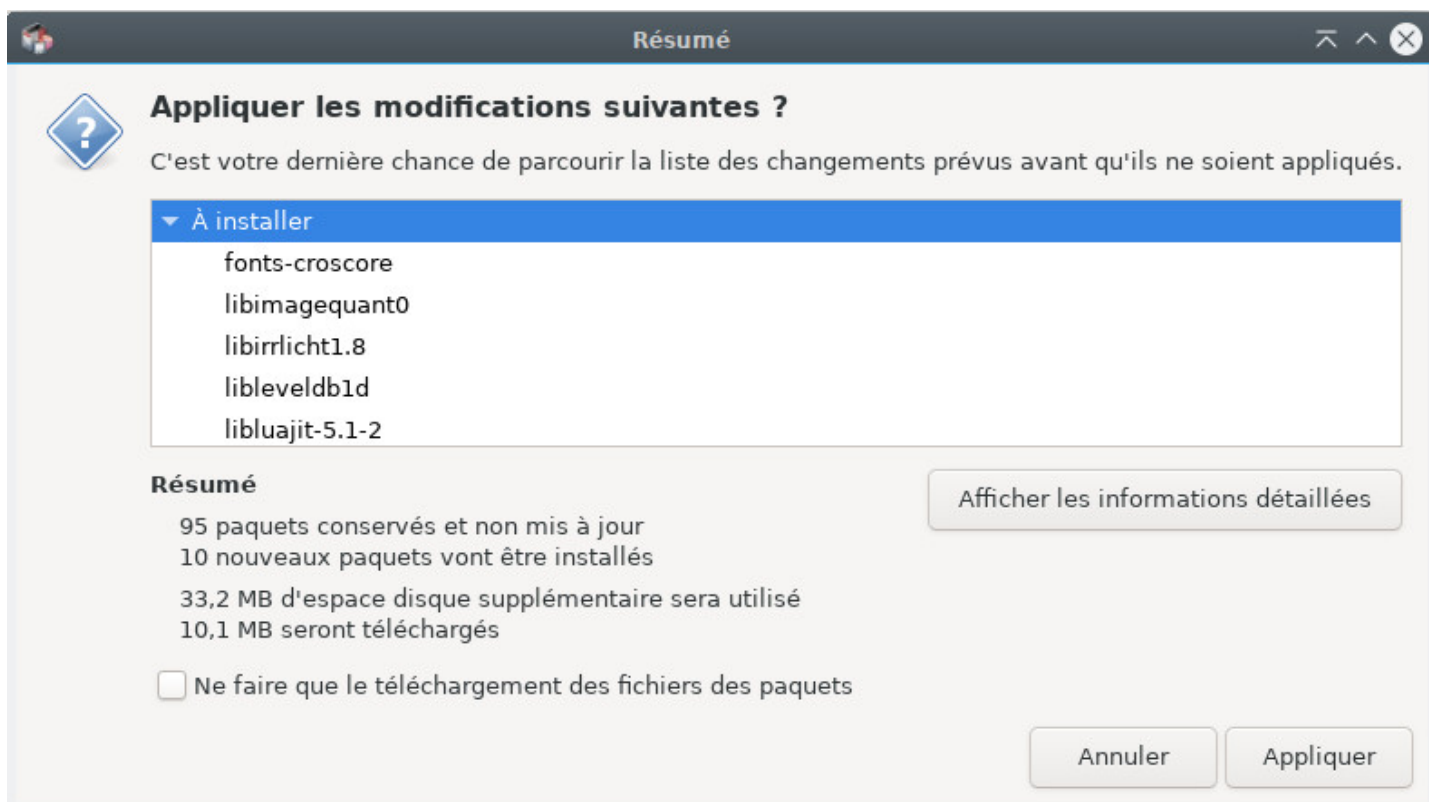 Résumé
Appliquer les modifications suivantes ?
C'est votre dernière chance de parcourir la liste des changements prévus avant qu'ils ne soient appliqués.
À installer
fonts-croscore
libimagequant0
libirrlicht1.8
libleveldb1d
libluajit-5.1-2
Résumé
Afficher les informations détaillées
95 paquets conservés et non mis à jour
10 nouveaux paquets vont être installés
33,2 MB d'espace disque supplémentaire sera utilisé
10,1 MB seront téléchargés
Ne faire que le téléchargement des fichiers des paquets
Annuler
Appliquer